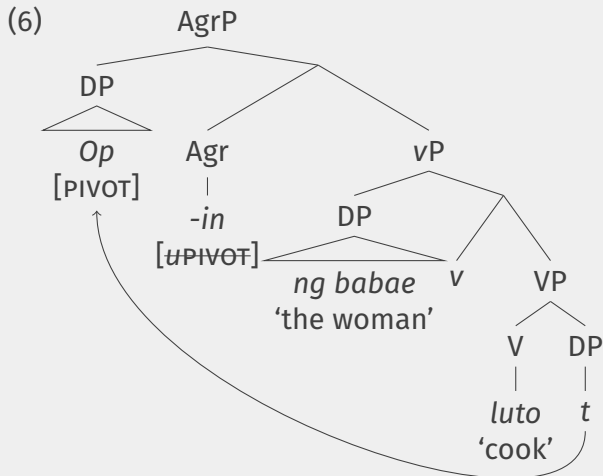 (6) AgrP
DP
Op Agr vP
[PIVOT]
-in DP
[uPIVOT]
ng babae v VP
‘the woman’
V DP
luto t
‘cook’